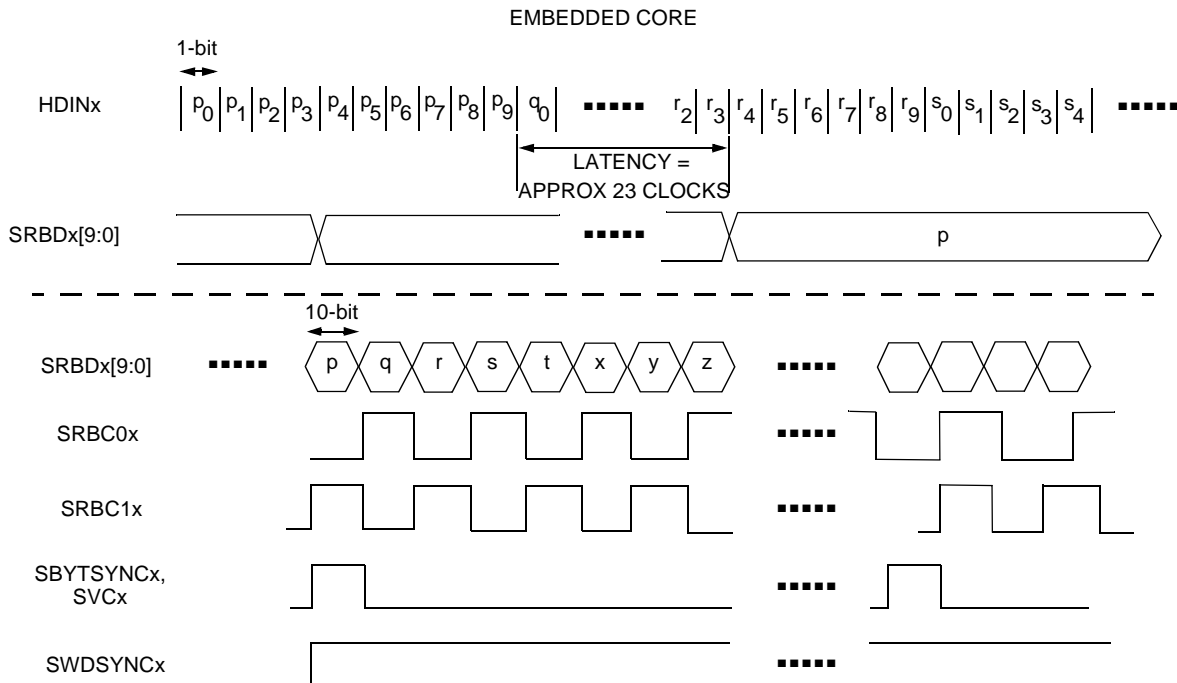 EMBEDDED CORE
1-bit
HDINx
p0 p1 p2 p3 p4 p5 p6 p7 p8 p9 q0 r2 r3 r4 r5 r6 r7 r8 r9 s0 s1 s2 s3 s4
LATENCY =
APPROX 23 CLOCKS
SRBDx[9:0]
p
10-bit
SRBDx[9:0]
p q r s t x y z
SRBC0x
SRBC1x
SBYTSYNCx,
SVCx
SWDSYNCx